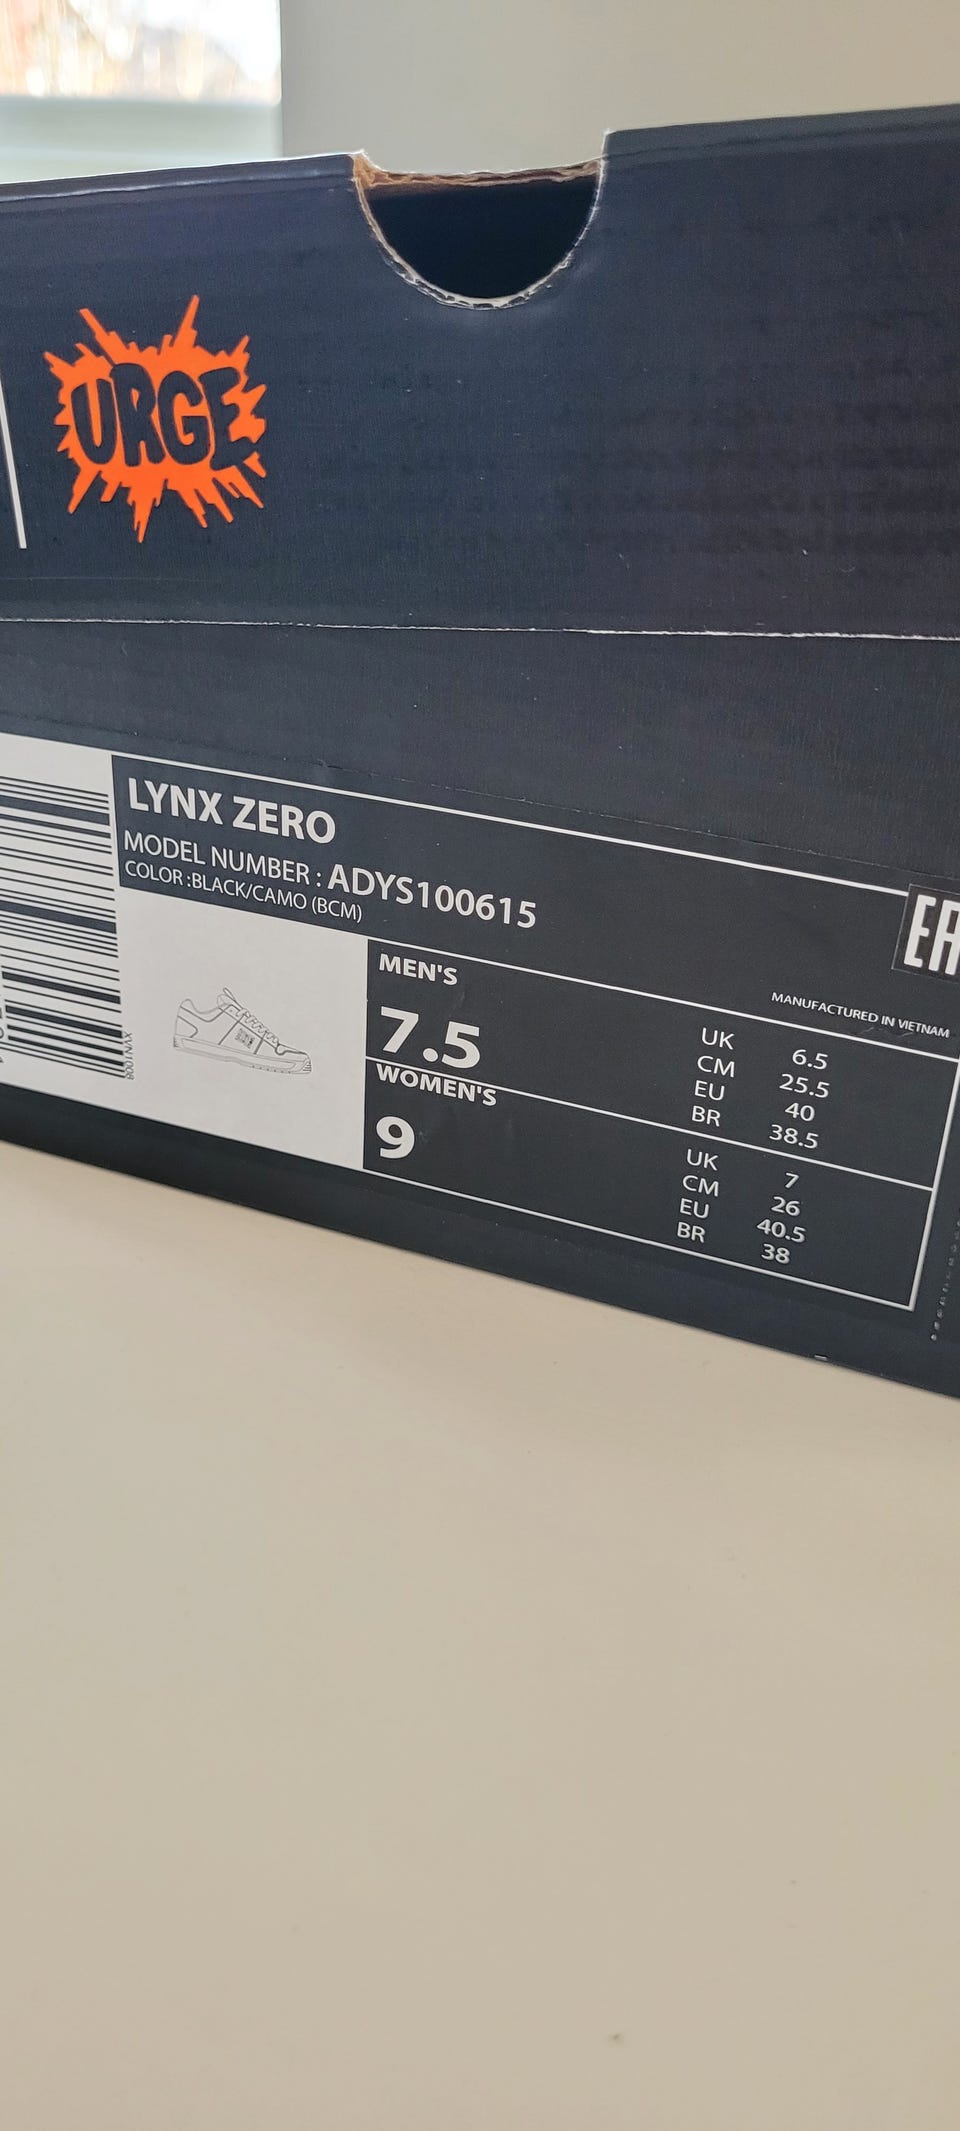 URGE
LYNX ZERO
MODEL NUMBER : ADYS100615
COLOR :BLACK/CAMO (BCM)
EAC
MANUFACTURED IN VIETNAM
MEN'S
7.5
UK 6.5
CM 25.5
EU 40
BR 38.5
WOMEN'S
9
UK 7
CM 26
EU 40.5
BR 38
XVN1008